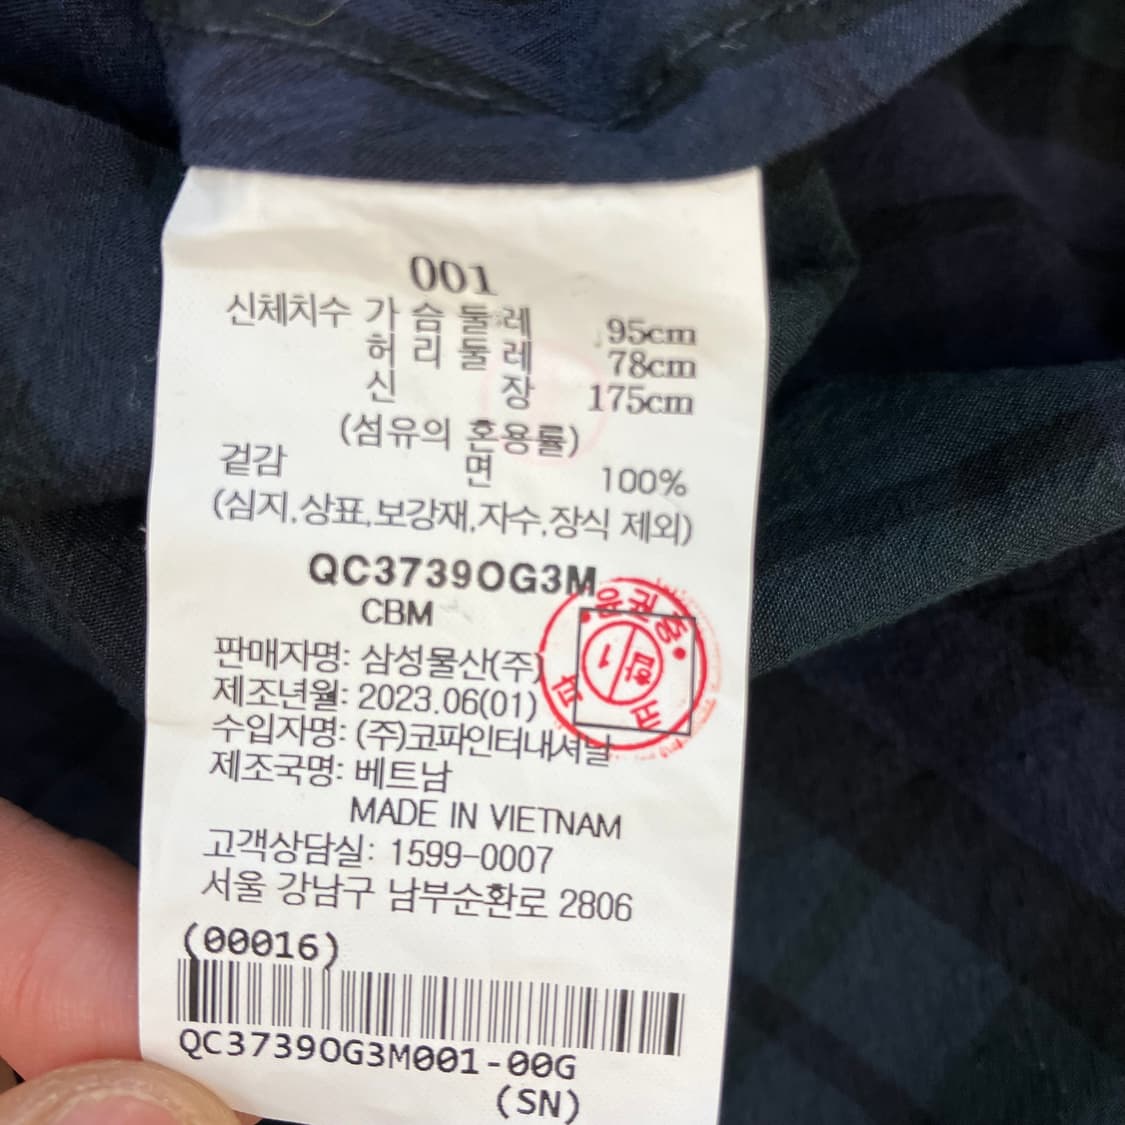 001
신체치수 가슴둘레 95cm
허리둘레 78cm
신장 175cm
(섬유의 혼용률)
겉감 면 100%
(심지,상표,보강재,자수,장식 제외)
QC3739OG3M
CBM
판매자명: 삼성물산(주)
제조년월: 2023.06(01)
수입자명: (주)코파인터내셔날
제조국명: 베트남
MADE IN VIETNAM
고객상담실: 1599-0007
서울 강남구 남부순환로 2806
(00016)
QC3739OG3M001-00G
(SN)
합
1